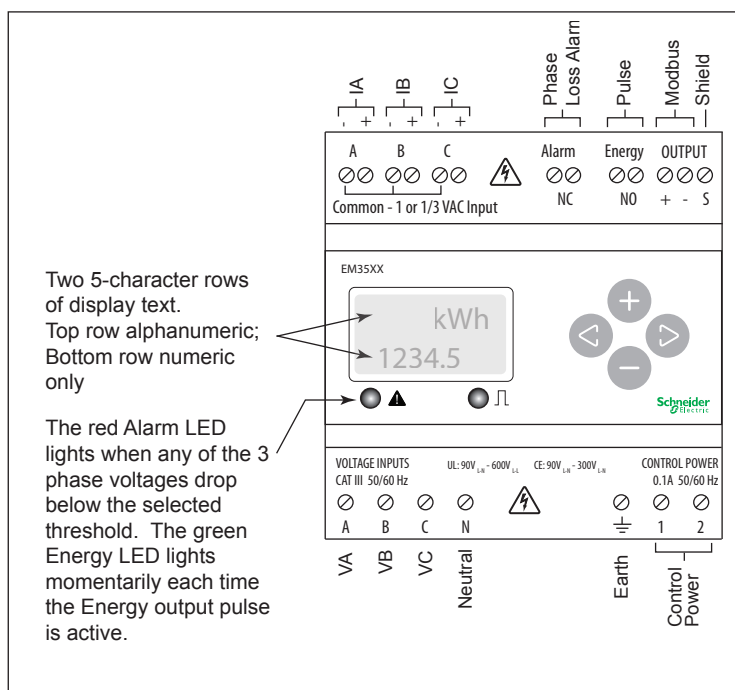 IA
IB
IC
Phase
Loss Alarm
Pulse
Modbus
Shield
- + - + - +
A B C Alarm Energy OUTPUT
Common - 1 or 1/3 VAC Input NC NO + - S
EM35XX
kWh
1234.5
Schneider
Electric
Two 5-character rows
of display text.
Top row alphanumeric;
Bottom row numeric
only
The red Alarm LED
lights when any of the 3
phase voltages drop
below the selected
threshold. The green
Energy LED lights
momentarily each time
the Energy output pulse
is active.
VOLTAGE INPUTS UL: 90V L-N - 600V L-L CE: 90V L-N - 300V L-N CONTROL POWER
CAT III 50/60 Hz 0.1A 50/60 Hz
A B C N 1 2
VA
VB
VC
Neutral
Earth
Control
Power